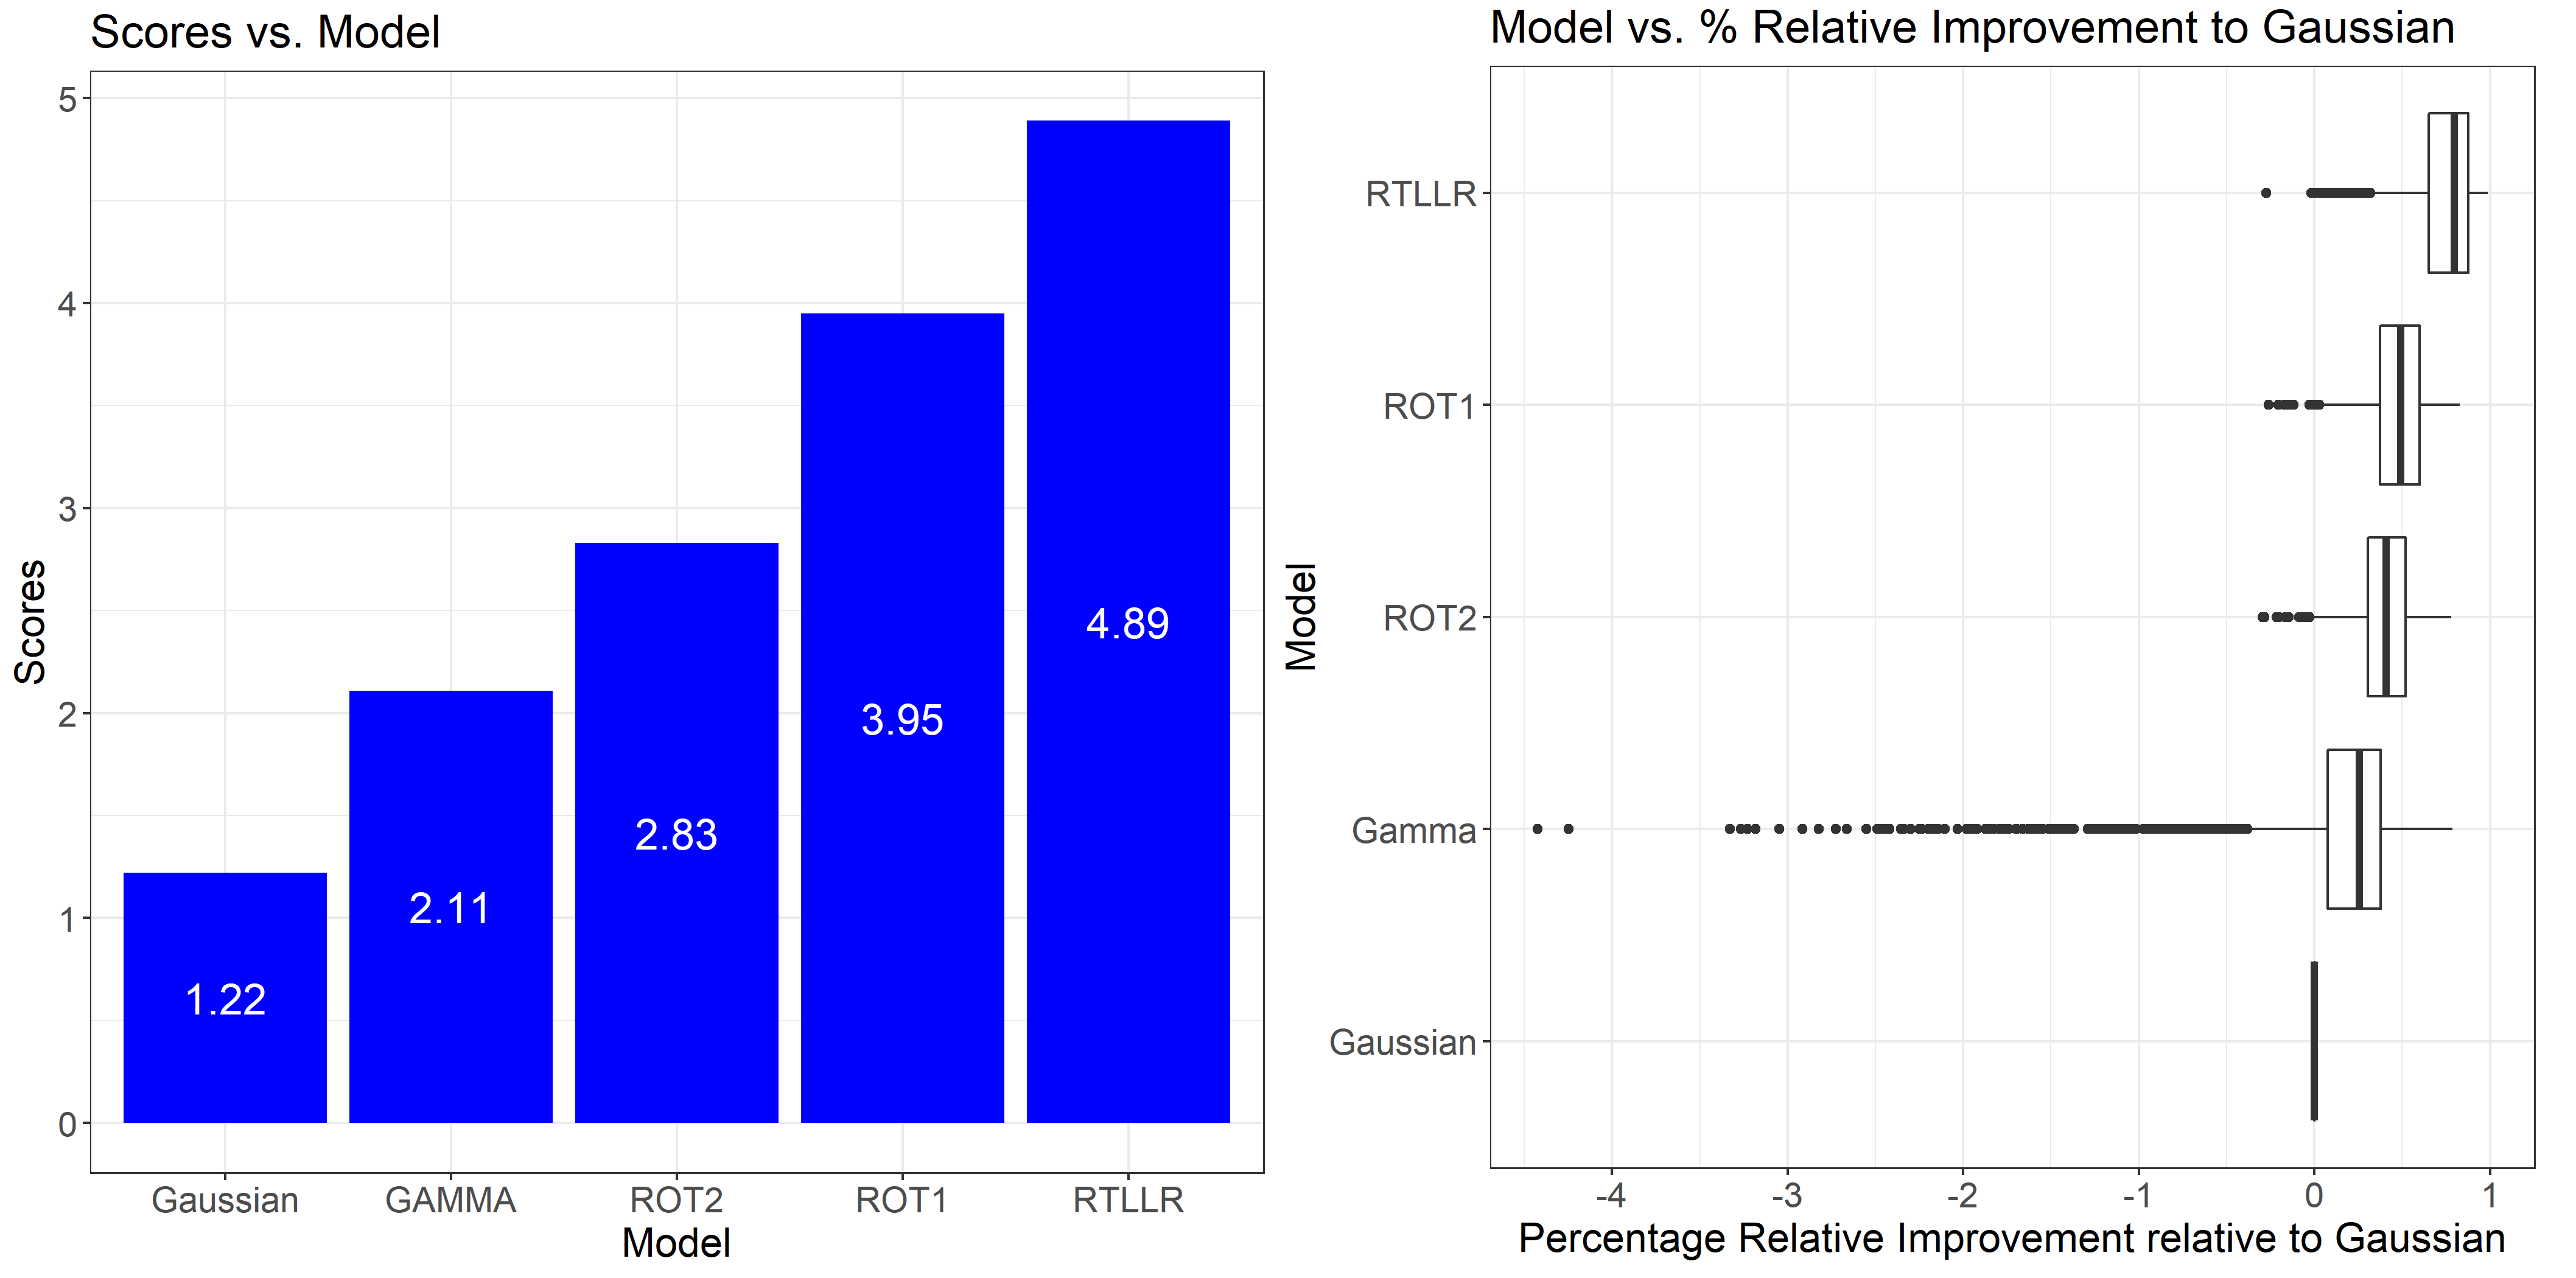 Scores vs. Model
Scores
5
4
3
2
1
0
1.22
2.11
2.83
3.95
4.89
Gaussian GAMMA ROT2 ROT1 RTLLR
Model
Model vs. % Relative Improvement to Gaussian
Model
RTLLR
ROT1
ROT2
Gamma
Gaussian
-4 -3 -2 -1 0 1
Percentage Relative Improvement relative to Gaussian